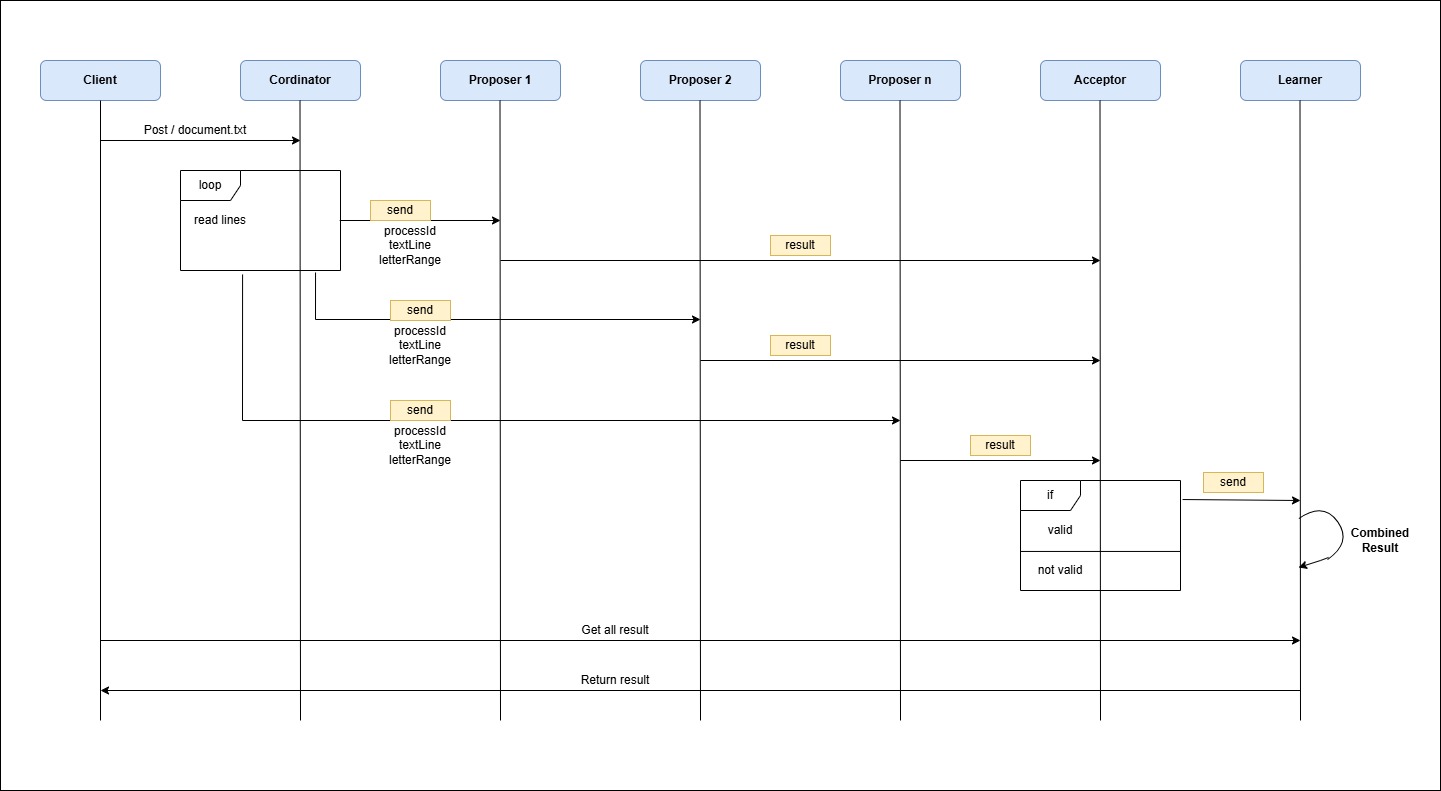 Client
Cordinator
Proposer 1
Proposer 2
Proposer n
Acceptor
Learner
Post / document.txt
loop
read lines
send
processId
textLine
letterRange
result
send
processId
textLine
letterRange
result
send
processId
textLine
letterRange
result
if
valid
not valid
send
Combined
Result
Get all result
Return result